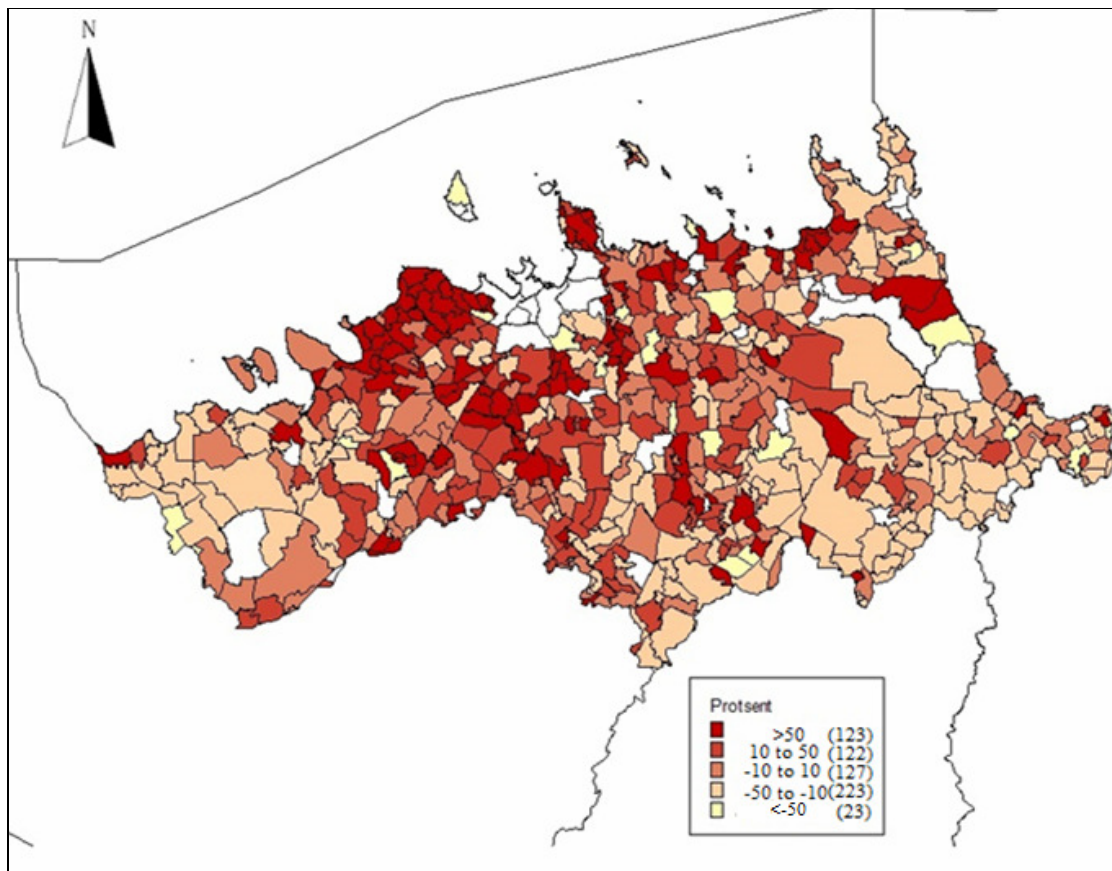 N
Protsent
>50 (123)
10 to 50 (122)
-10 to 10 (127)
-50 to -10 (223)
<-50 (23)